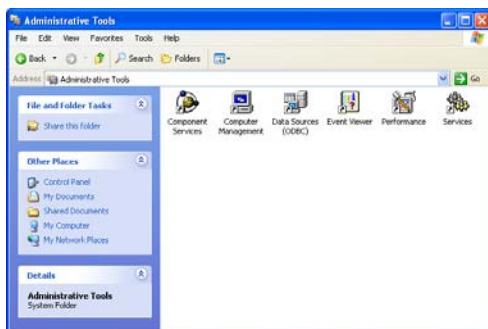 Administrative Tools
File Edit View Favorites Tools Help
Back Search Folders
Address Administrative Tools Go
File and Folder Tasks
Share this folder
Other Places
Control Panel
My Documents
Shared Documents
My Computer
My Network Places
Details
Administrative Tools
System Folder
Component
Services
Computer
Management
Data Sources
(ODBC)
Event Viewer
Performance
Services